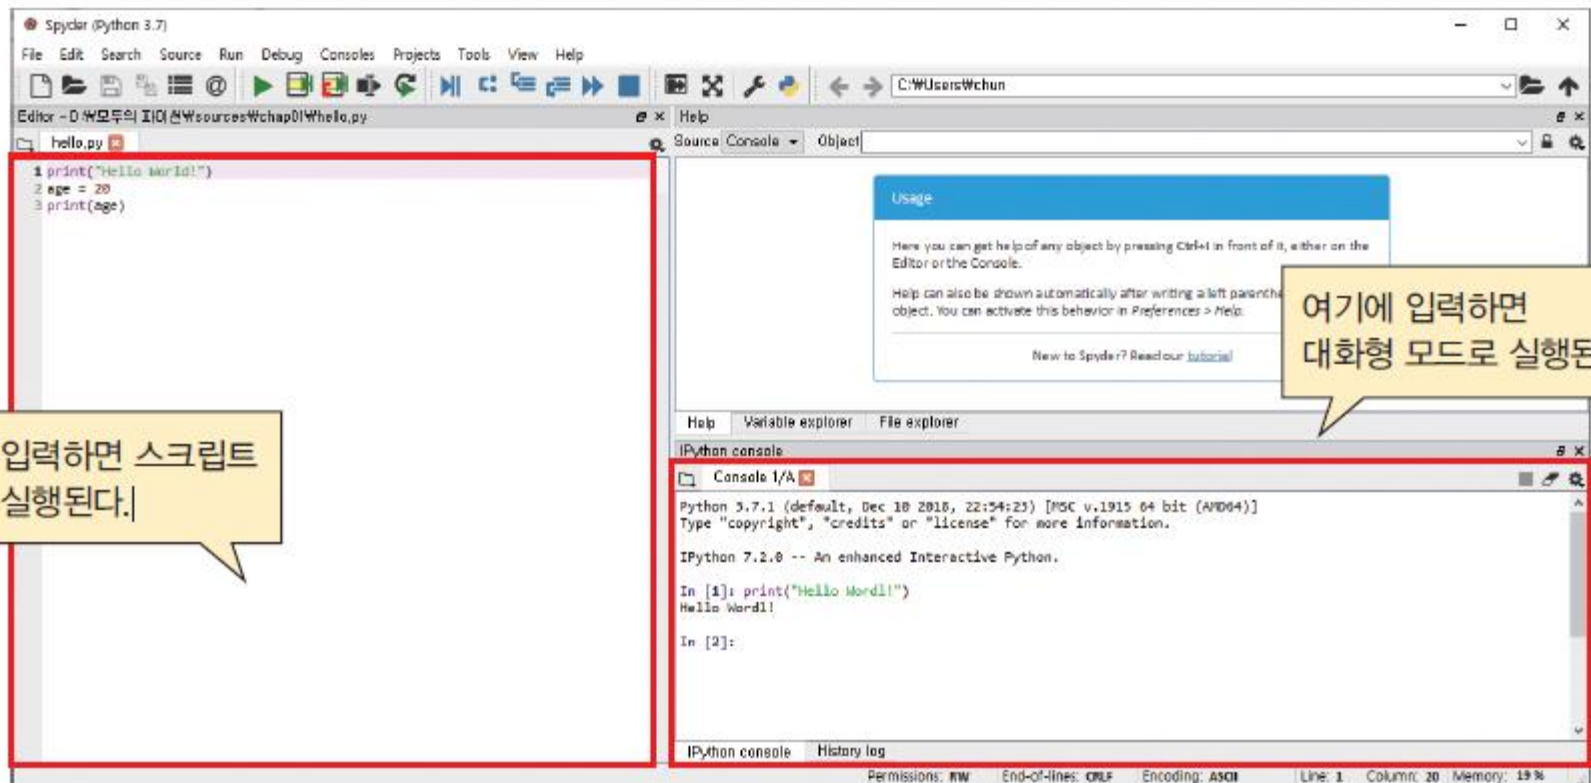 Spyder (Python 3.7)
File Edit Search Source Run Debug Consoles Projects Tools View Help
C:₩Users₩chun
Editor - D:₩모두의 파이썬₩sources₩chap01₩hello.py
hello.py
1 print("Hello World!")
2 age = 20
3 print(age)
입력하면 스크립트
실행된다.
Help
Source Console Object
Usage
Here you can get help of any object by pressing Ctrl+I in front of it, either on the
Editor or the Console.
Help can also be shown automatically after writing a left
object. You can activate this behavior in Preferences > Help.
New to Spyder? Read our tutorial
여기에 입력하면
대화형 모드로
Help Variable explorer File explorer
IPython console
Console 1/A
Python 3.7.1 (default, Dec 10 2018, 22:54:23) [MSC v.1915 64 bit (AMD64)]
Type "copyright", "credits" or "license" for more information.
IPython 7.2.0 -- An enhanced Interactive Python.
In [1]: print("Hello Wordl!")
Hello Wordl!
In [2]:
IPython console History log
Permissions: RW End-of-lines: CRLF Encoding: ASCII Line: 1 Column: 20 Memory: 19 %